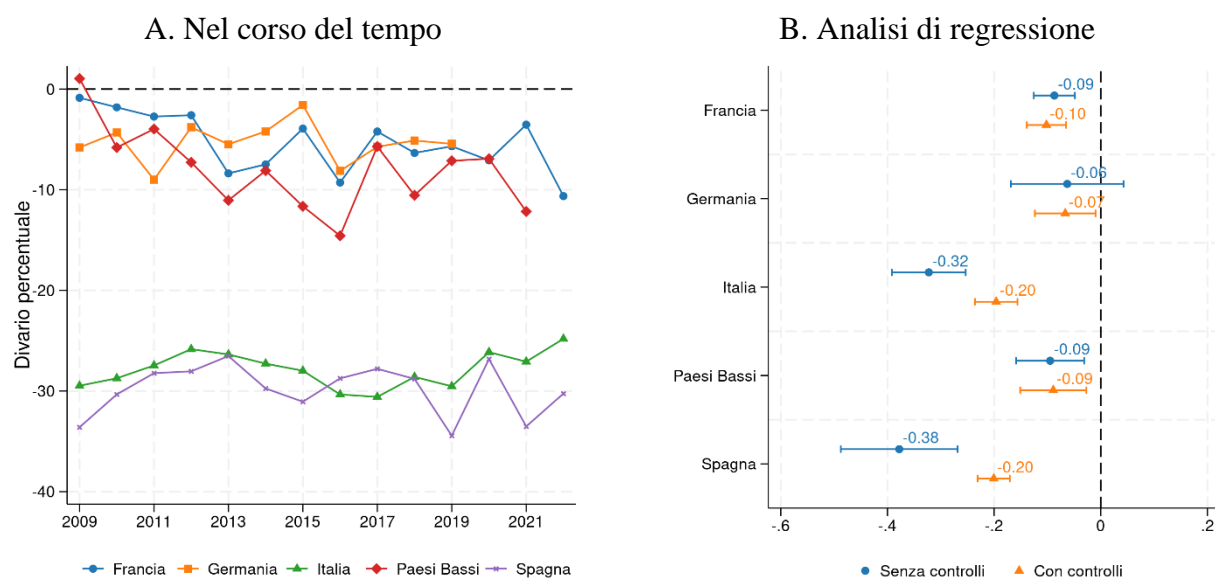 A. Nel corso del tempo
Divario percentuale
0
-10
-20
-30
-40
2009
2011
2013
2015
2017
2019
2021
Francia
Germania
Italia
Paesi Bassi
Spagna
B. Analisi di regressione
Francia
-0.09
-0.10
Germania
-0.06
-0.07
Italia
-0.32
-0.20
Paesi Bassi
-0.09
-0.09
Spagna
-0.38
-0.20
-.6
-.4
-.2
0
.2
Senza controlli
Con controlli